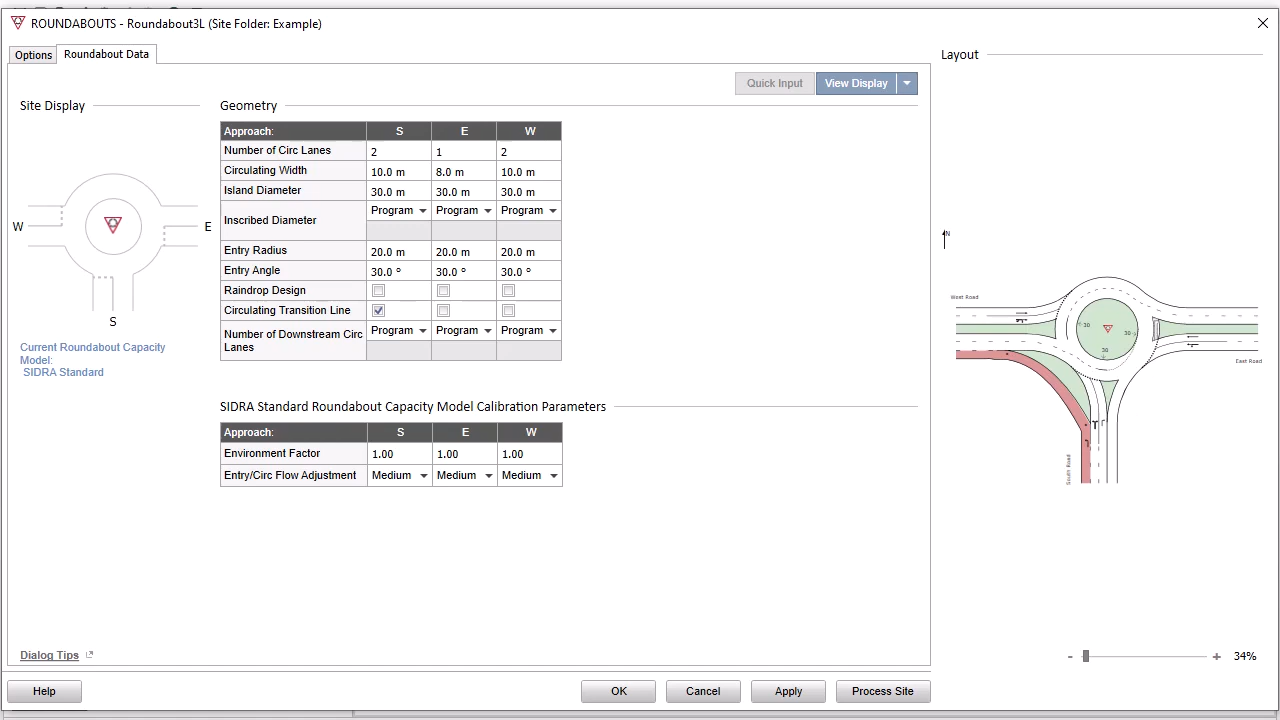 ROUNDABOUTS - Roundabout3L (Site Folder: Example)
Options
Roundabout Data
Layout
Quick Input
View Display
Site Display
Geometry
Approach: S E W
Number of Circ Lanes 2 1 2
Circulating Width 10.0 m 8.0 m 10.0 m
Island Diameter 30.0 m 30.0 m 30.0 m
Inscribed Diameter Program Program Program
Entry Radius 20.0 m 20.0 m 20.0 m
Entry Angle 30.0 ° 30.0 ° 30.0 °
Raindrop Design
Circulating Transition Line
Number of Downstream Circ Program Program Program
Lanes
W
E
S
Current Roundabout Capacity
Model:
SIDRA Standard
SIDRA Standard Roundabout Capacity Model Calibration Parameters
Approach: S E W
Environment Factor 1.00 1.00 1.00
Entry/Circ Flow Adjustment Medium Medium Medium
N
West Road
30
30
30
East Road
South Road
Dialog Tips
- + 34%
Help
OK
Cancel
Apply
Process Site